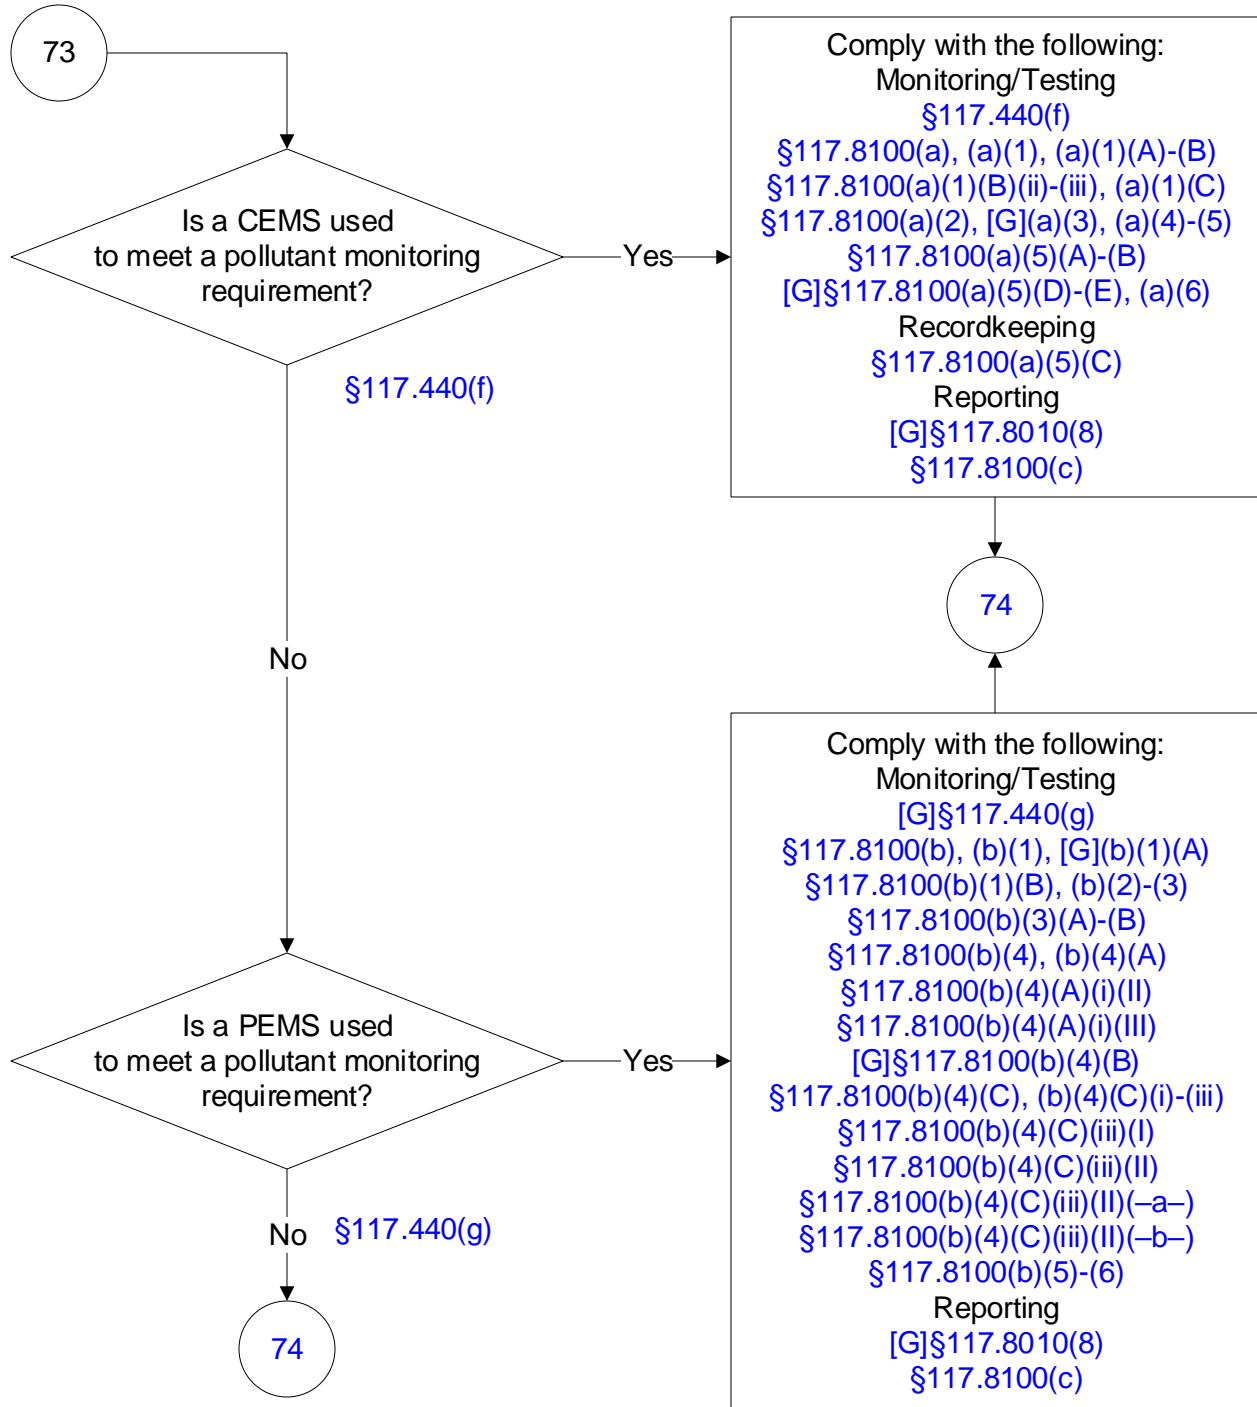 73
Is a CEMS used
to meet a pollutant monitoring
requirement?
Yes
§117.440(f)
No
Comply with the following:
Monitoring/Testing
§117.440(f)
§117.8100(a), (a)(1), (a)(1)(A)-(B)
§117.8100(a)(1)(B)(ii)-(iii), (a)(1)(C)
§117.8100(a)(2), [G](a)(3), (a)(4)-(5)
§117.8100(a)(5)(A)-(B)
[G]§117.8100(a)(5)(D)-(E), (a)(6)
Recordkeeping
§117.8100(a)(5)(C)
Reporting
[G]§117.8010(8)
§117.8100(c)
74
Is a PEMS used
to meet a pollutant monitoring
requirement?
Yes
No
§117.440(g)
74
Comply with the following:
Monitoring/Testing
[G]§117.440(g)
§117.8100(b), (b)(1), [G](b)(1)(A)
§117.8100(b)(1)(B), (b)(2)-(3)
§117.8100(b)(3)(A)-(B)
§117.8100(b)(4), (b)(4)(A)
§117.8100(b)(4)(A)(i)(II)
§117.8100(b)(4)(A)(i)(III)
[G]§117.8100(b)(4)(B)
§117.8100(b)(4)(C), (b)(4)(C)(i)-(iii)
§117.8100(b)(4)(C)(iii)(I)
§117.8100(b)(4)(C)(iii)(II)
§117.8100(b)(4)(C)(iii)(II)(–a–)
§117.8100(b)(4)(C)(iii)(II)(–b–)
§117.8100(b)(5)-(6)
Reporting
[G]§117.8010(8)
§117.8100(c)